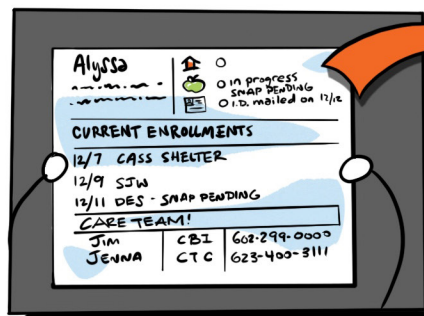 Alyssa
in progress
SNAP PENDING
I.D. mailed on 12/12
CURRENT ENROLLMENTS
12/7 CASS SHELTER
12/9 SJW
12/11 DES - SNAP PENDING
CARE TEAM!
Jim CBI 602-299-0000
JENNA CTC 623-400-3111